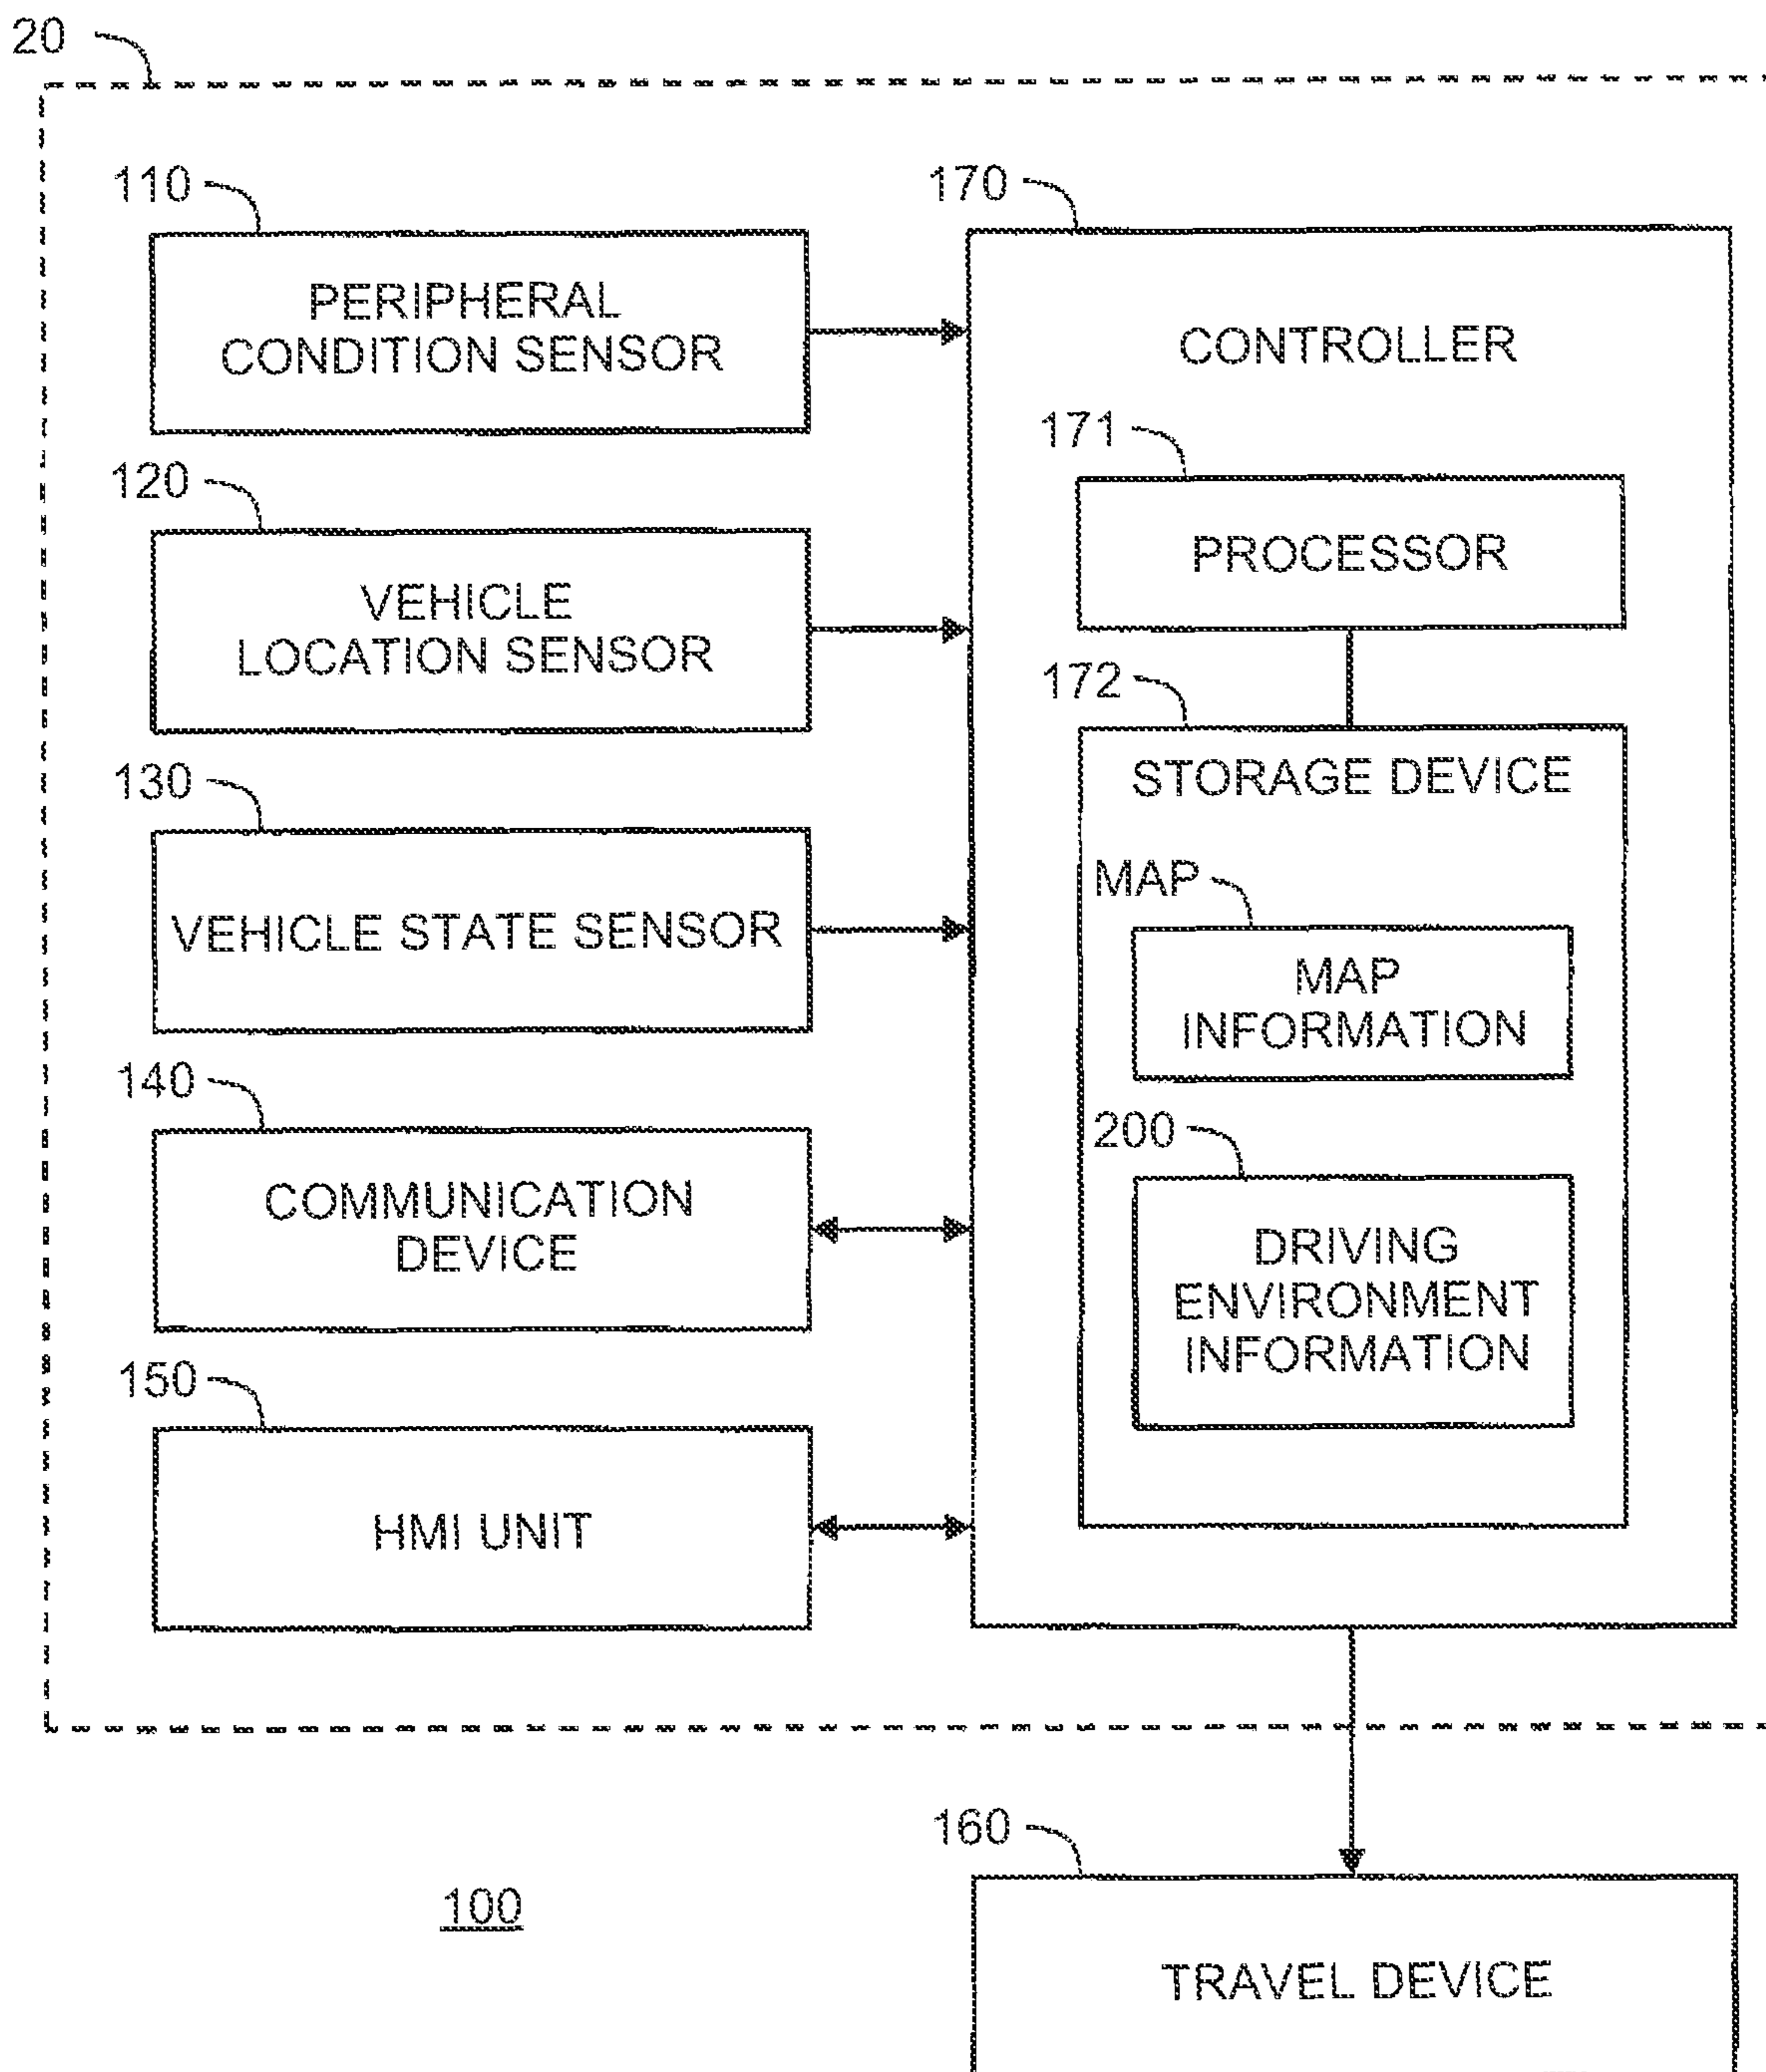 20
110
PERIPHERAL
CONDITION SENSOR
120
VEHICLE
LOCATION SENSOR
130
VEHICLE STATE SENSOR
140
COMMUNICATION
DEVICE
150
HMI UNIT
170
CONTROLLER
171
PROCESSOR
172
STORAGE DEVICE
MAP
MAP
INFORMATION
200
DRIVING
ENVIRONMENT
INFORMATION
160
TRAVEL DEVICE
100